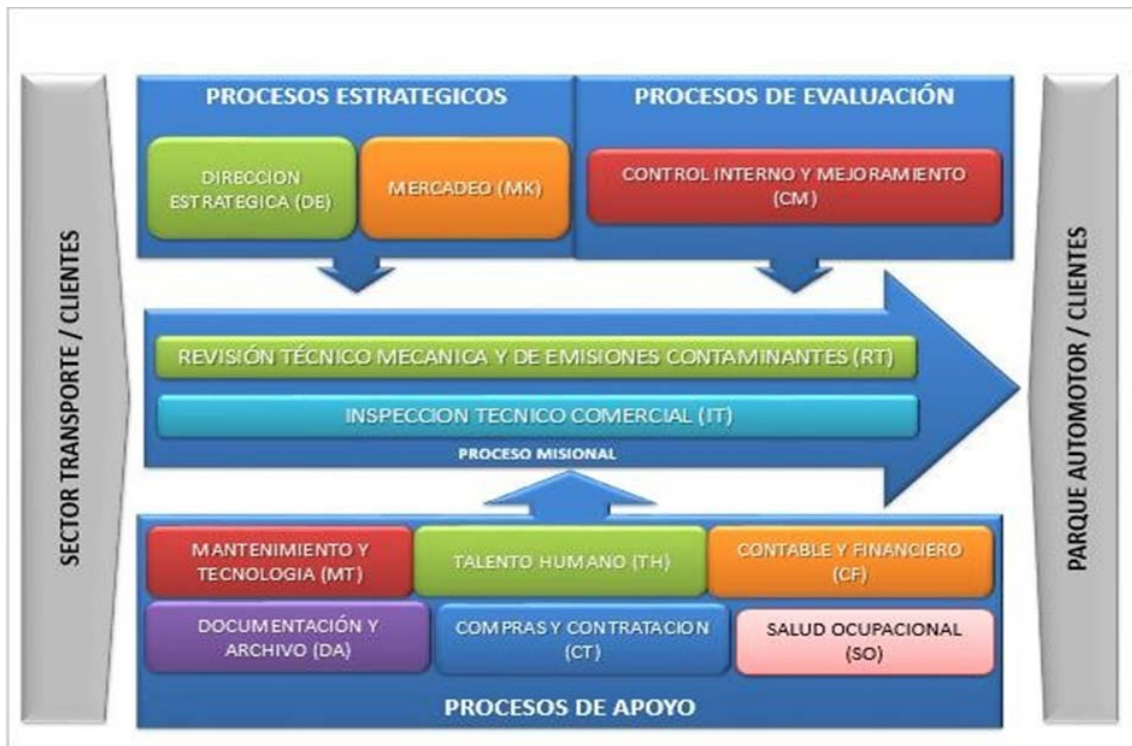 PROCESOS ESTRATEGICOS
PROCESOS DE EVALUACIÓN
DIRECCION
ESTRATEGICA (DE)
MERCADEO (MK)
CONTROL INTERNO Y MEJORAMIENTO
(CM)
SECTOR TRANSPORTE / CLIENTES
REVISIÓN TÉCNICO MECANICA Y DE EMISIONES CONTAMINANTES (RT)
INSPECCION TECNICO COMERCIAL (IT)
PROCESO MISIONAL
PARQUE AUTOMOTOR / CLIENTES
MANTENIMIENTO Y
TECNOLOGIA (MT)
TALENTO HUMANO (TH)
CONTABLE Y FINANCIERO
(CF)
DOCUMENTACIÓN Y
ARCHIVO (DA)
COMPRAS Y CONTRATACION
(CT)
SALUD OCUPACIONAL
(SO)
PROCESOS DE APOYO